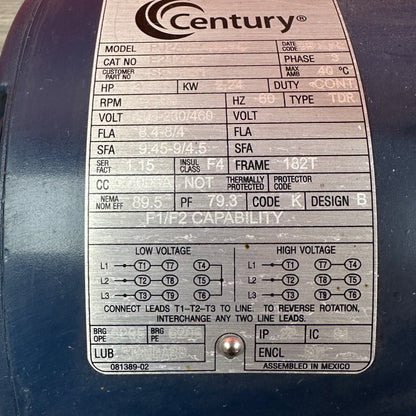 Century®
MODEL DATE CODE
CAT NO PHASE 3
CUSTOMER PART NO MAX AMB 40 °C
HP KW 2.24 DUTY CONT
RPM HZ 60 TYPE TDR
VOLT 230/460 VOLT
FLA 8.4-8/4 FLA
SFA 9.45-9/4.5 SFA
SER FACT 1.15 INSUL CLASS F4 FRAME 182T
CC NOT THERMALLY PROTECTED PROTECTOR CODE
NEMA NOM EFF 89.5 PF 79.3 CODE K DESIGN B
F1/F2 CAPABILITY
LOW VOLTAGE HIGH VOLTAGE
L1 T1 T7 T4 L1 T1 T7 T4
L2 T2 T8 T5 L2 T2 T8 T5
L3 T3 T9 T6 L3 T3 T9 T6
CONNECT LEADS T1-T2-T3 TO LINE. TO REVERSE ROTATION,
INTERCHANGE ANY TWO LINE LEADS.
BRG OPE BRG PE IP IC
LUB ENCL
081389-02 ASSEMBLED IN MEXICO